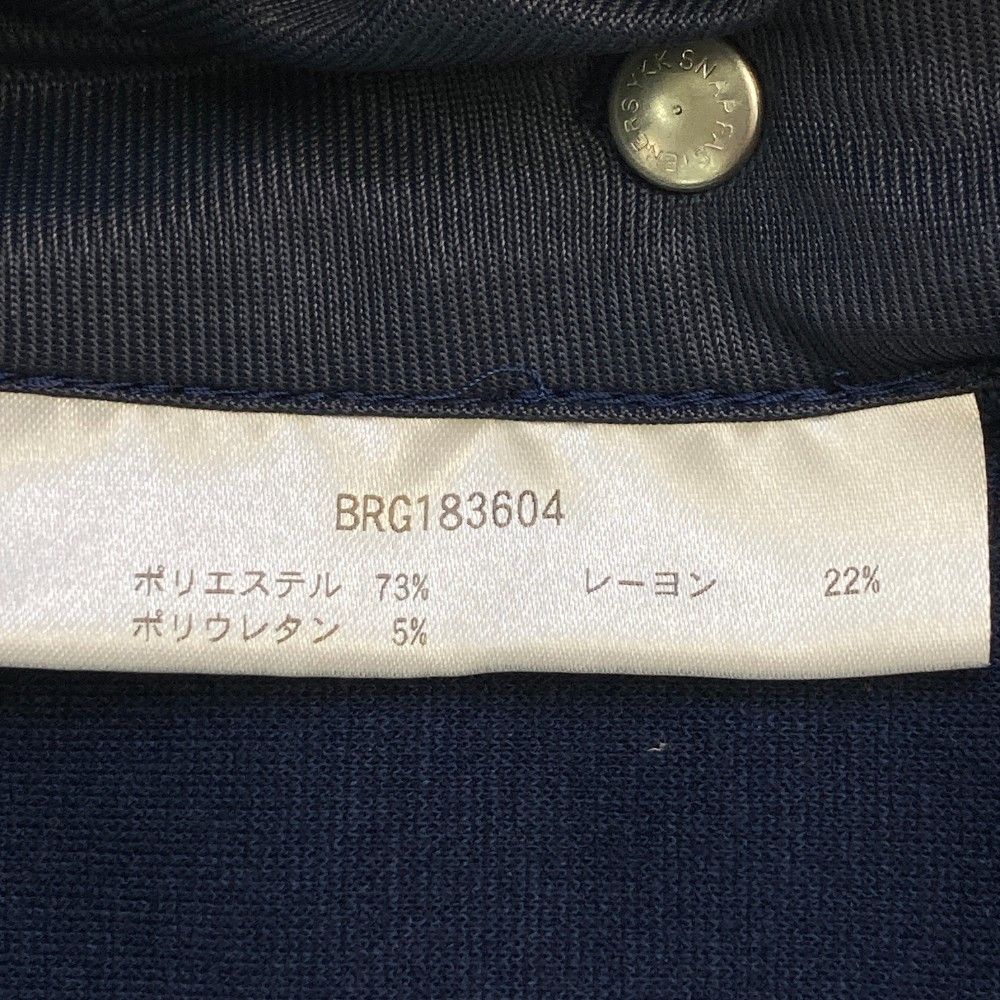 YKK SNAP FASTENERS
BRG183604
ポリエステル 73% レーヨン 22%
ポリウレタン 5%